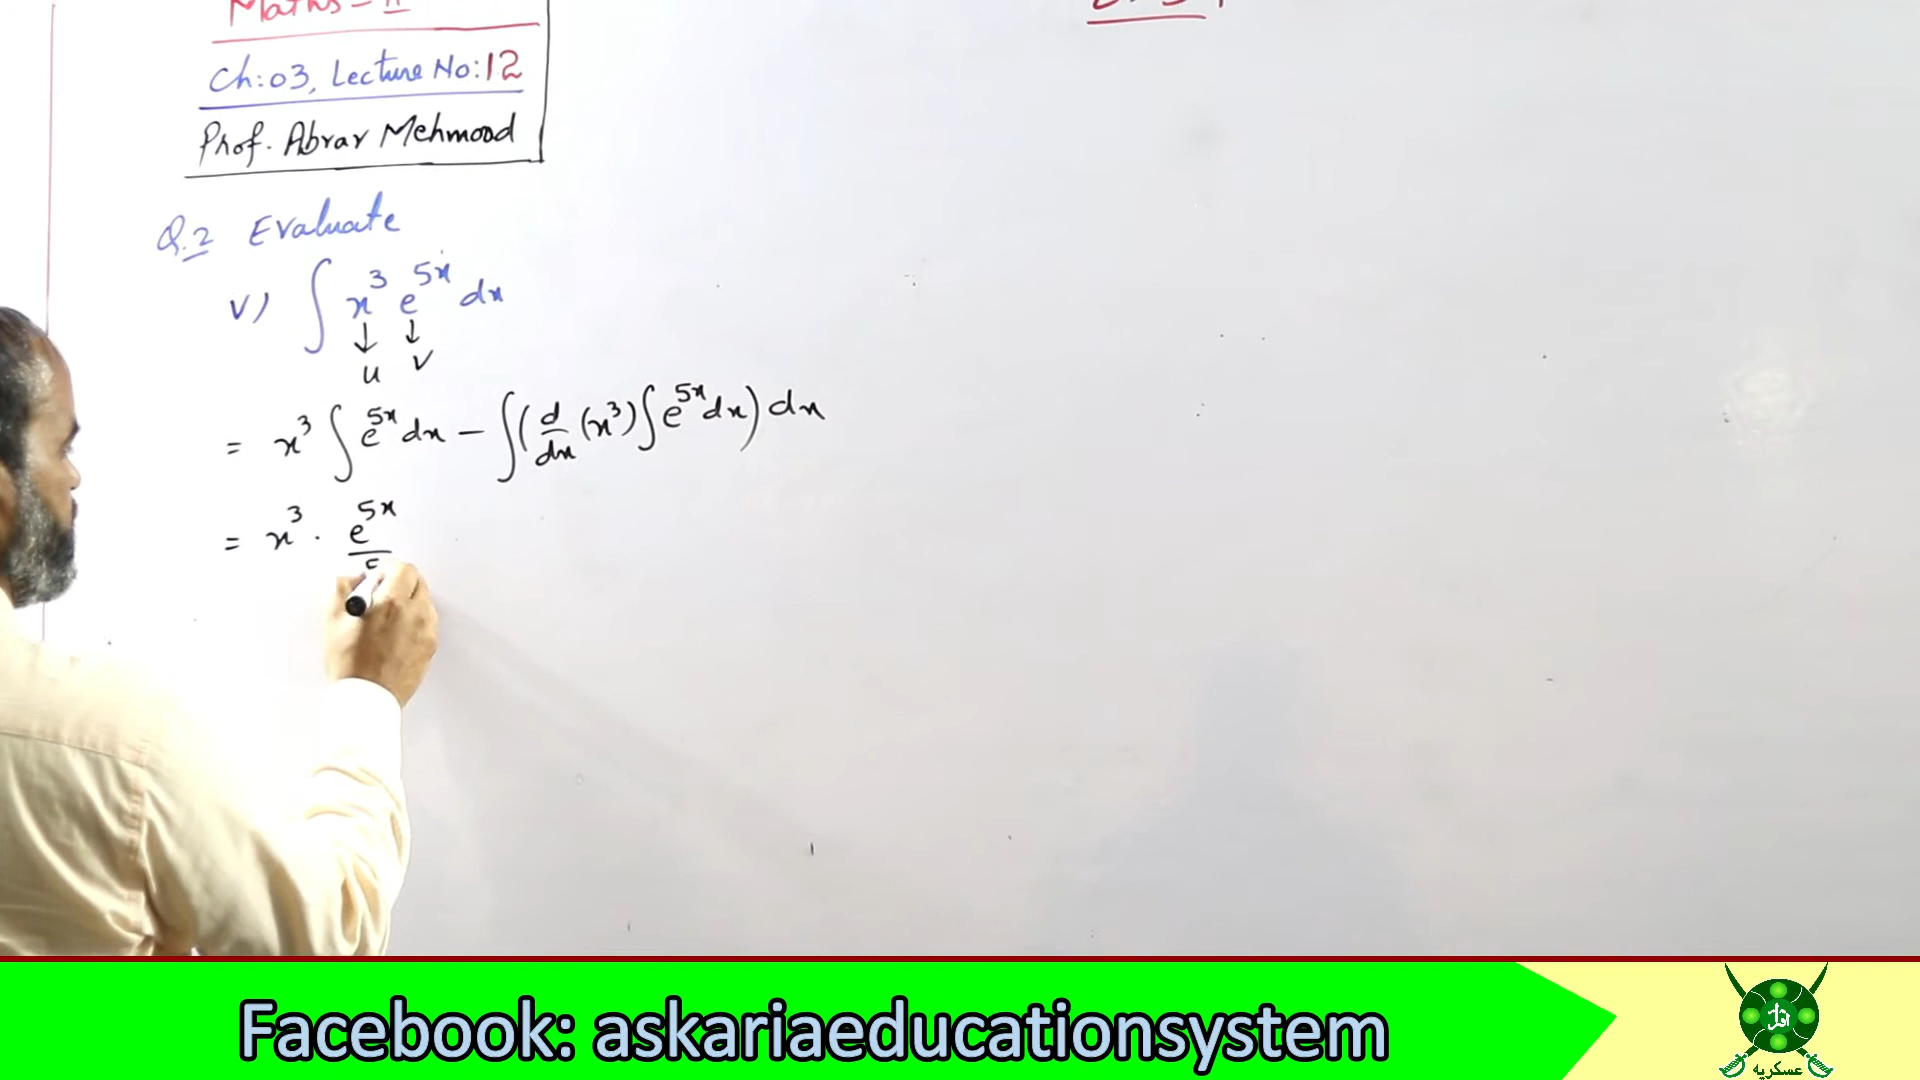 Maths - II
Ch:03, Lecture No:12
Prof. Abrar Mehmood
Q.2 Evaluate
v) ∫ x³ e^5x dx
↓ ↓
u v
= x³ ∫ e^5x dx − ∫ ( d/dx (x³) ∫ e^5x dx ) dx
= x³ · e^5x / 5
Facebook: askariaeducationsystem
عسکریہ